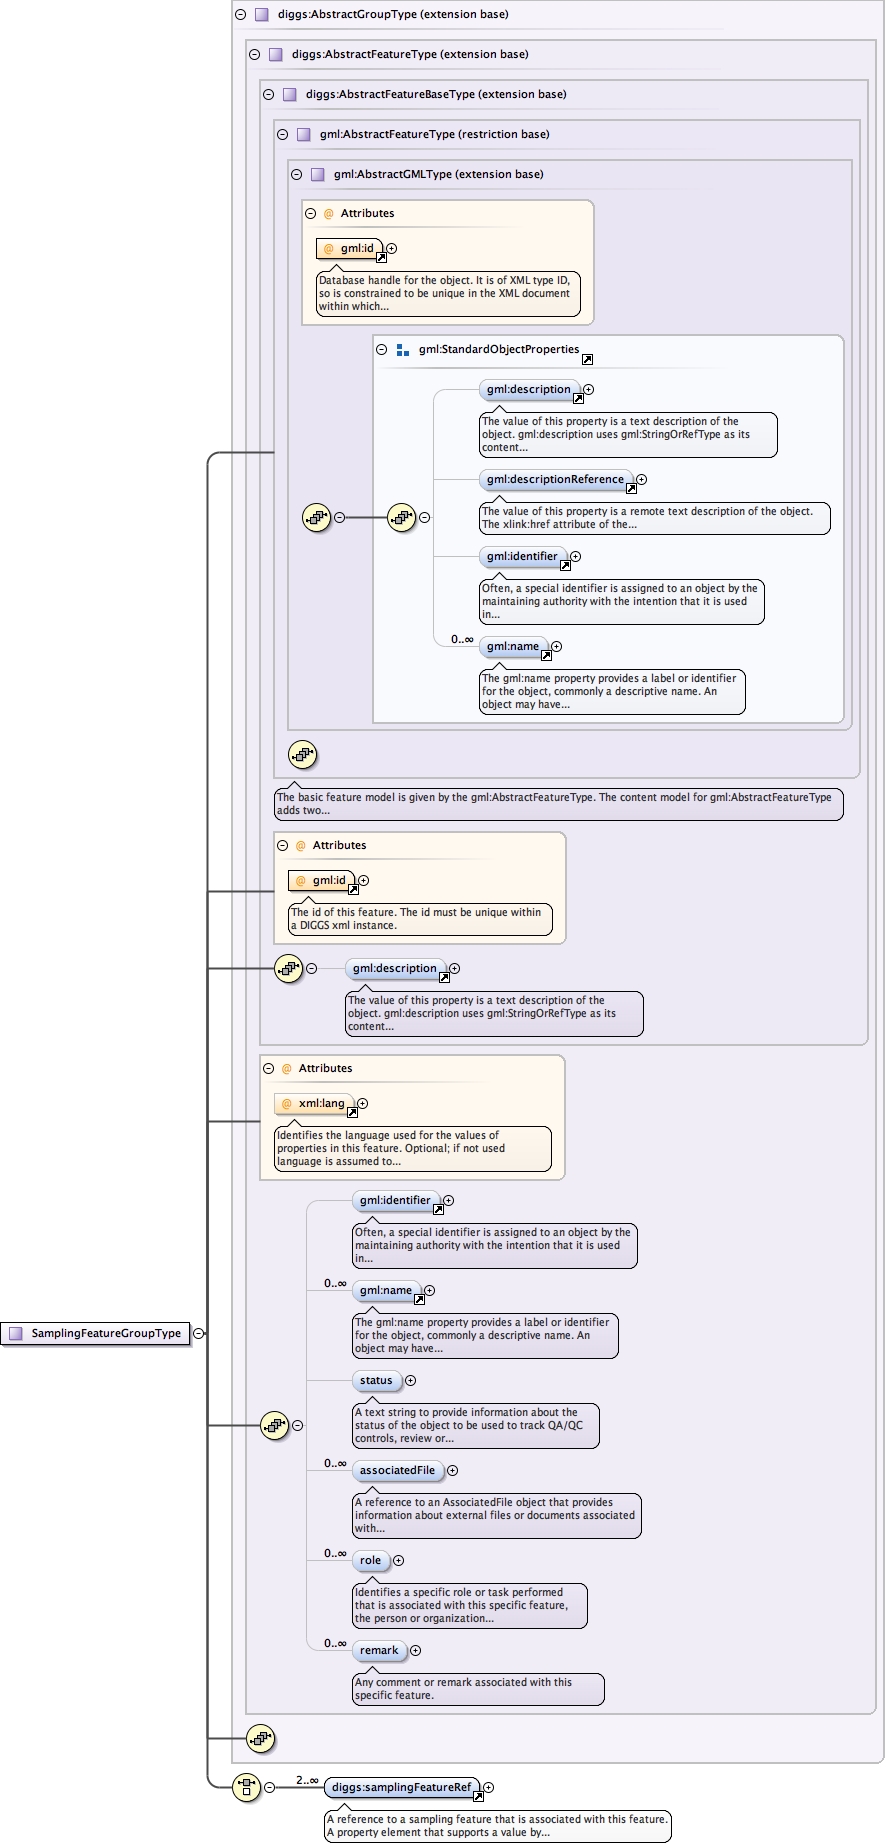 diggs:AbstractGroupType (extension base)
diggs:AbstractFeatureType (extension base)
diggs:AbstractFeatureBaseType (extension base)
gml:AbstractFeatureType (restriction base)
gml:AbstractGMLType (extension base)
@ Attributes
@ gml:id
Database handle for the object. It is of XML type ID,
so is constrained to be unique in the XML document
within which...
gml:StandardObjectProperties
gml:description
The value of this property is a text description of the
object. gml:description uses gml:StringOrRefType as its
content...
gml:descriptionReference
The value of this property is a remote text description of the object.
The xlink:href attribute of the...
gml:identifier
Often, a special identifier is assigned to an object by the
maintaining authority with the intention that it is used
in...
0..∞
gml:name
The gml:name property provides a label or identifier
for the object, commonly a descriptive name. An
object may have...
The basic feature model is given by the gml:AbstractFeatureType. The content model for gml:AbstractFeatureType
adds two...
@ Attributes
@ gml:id
The id of this feature. The id must be unique within
a DIGGS xml instance.
gml:description
The value of this property is a text description of the
object. gml:description uses gml:StringOrRefType as its
content...
@ Attributes
@ xml:lang
Identifies the language used for the values of
properties in this feature. Optional; if not used
language is assumed to...
gml:identifier
Often, a special identifier is assigned to an object by the
maintaining authority with the intention that it is used
in...
0..∞
gml:name
The gml:name property provides a label or identifier
for the object, commonly a descriptive name. An
object may have...
SamplingFeatureGroupType
status
A text string to provide information about the
status of the object to be used to track QA/QC
controls, review or...
0..∞
associatedFile
A reference to an AssociatedFile object that provides
information about external files or documents associated
with...
0..∞
role
Identifies a specific role or task performed
that is associated with this specific feature,
the person or organization...
0..∞
remark
Any comment or remark associated with this
specific feature.
2..∞
diggs:samplingFeatureRef
A reference to a sampling feature that is associated with this feature.
A property element that supports a value by...